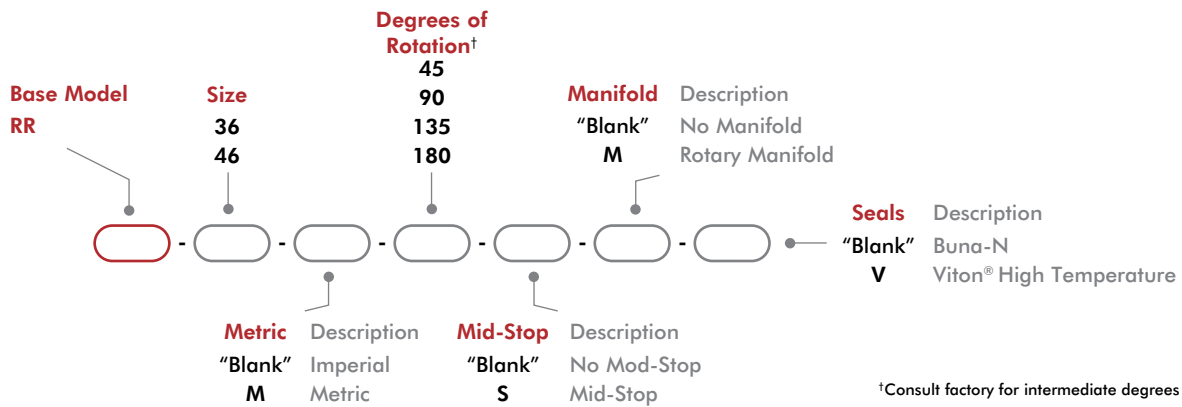 Degrees of
Rotation†
45
90
135
180
Base Model
RR
Size
36
46
Manifold Description
"Blank" No Manifold
M Rotary Manifold
- - - - - -
Seals Description
"Blank" Buna-N
V Viton® High Temperature
Metric Description
"Blank" Imperial
M Metric
Mid-Stop Description
"Blank" No Mod-Stop
S Mid-Stop
†Consult factory for intermediate degrees